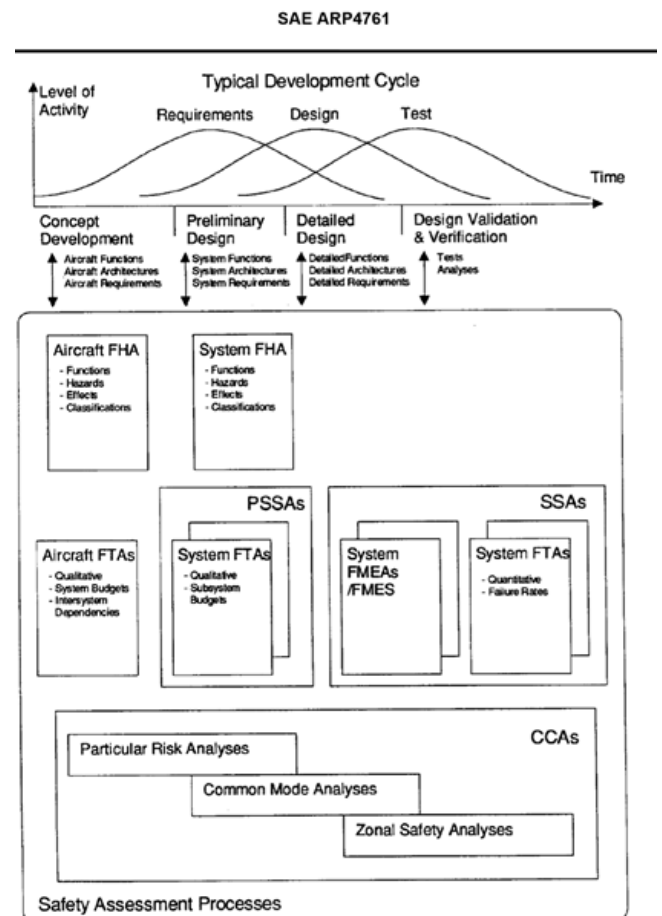 SAE ARP4761
Typical Development Cycle
Level of
Activity
Requirements
Design
Test
Time
Concept
Development
Preliminary
Design
Detailed
Design
Design Validation
& Verification
Aircraft Functions
Aircraft Architectures
Aircraft Requirements
System Functions
System Architectures
System Requirements
DetailedFunctions
Detailed Architectures
Detailed Requirements
Tests
Analyses
Aircraft FHA
- Functions
- Hazards
- Effects
- Classifications
System FHA
- Functions
- Hazards
- Effects
- Classifications
PSSAs
SSAs
Aircraft FTAs
- Qualitative
- System Budgets
- Intersystem
Dependencies
System FTAs
- Qualitative
- Subsystem
Budgets
System
FMEAs
/FMES
System FTAs
- Quantitative
- Failure Rates
CCAs
Particular Risk Analyses
Common Mode Analyses
Zonal Safety Analyses
Safety Assessment Processes